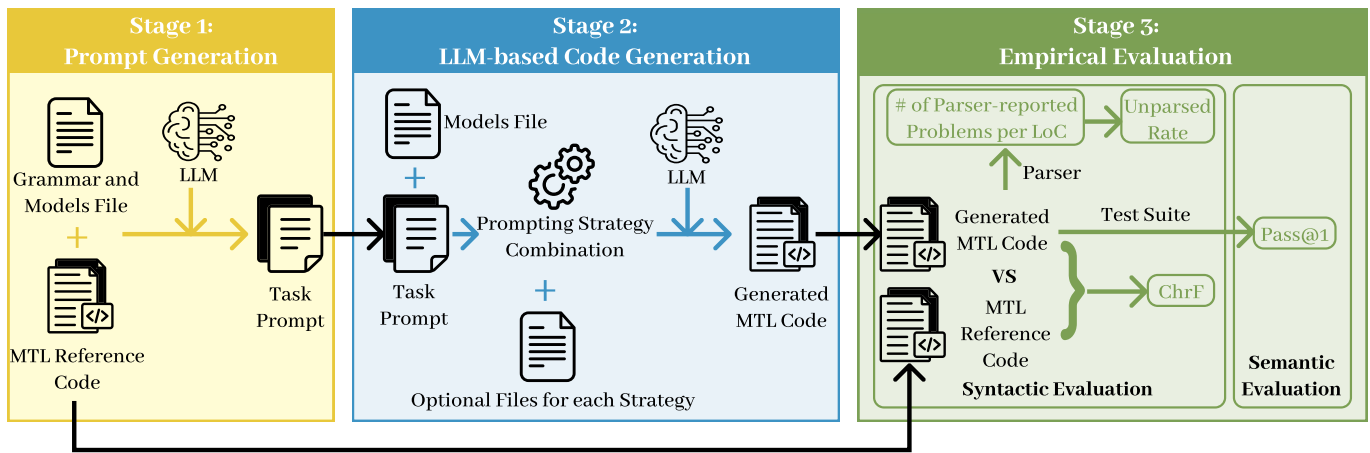 Stage 1:
Prompt Generation
Grammar and
Models File
+
MTL Reference
Code
LLM
Task
Prompt
Stage 2:
LLM-based Code Generation
Models File
+
Task
Prompt
Prompting Strategy
Combination
+
Optional Files for each Strategy
LLM
</>
Generated
MTL Code
Stage 3:
Empirical Evaluation
# of Parser-reported
Problems per LoC
Unparsed
Rate
Parser
Generated
MTL Code
VS
MTL
Reference
Code
Test Suite
Pass@1
ChrF
Syntactic Evaluation
Semantic
Evaluation
</>
</>
</>